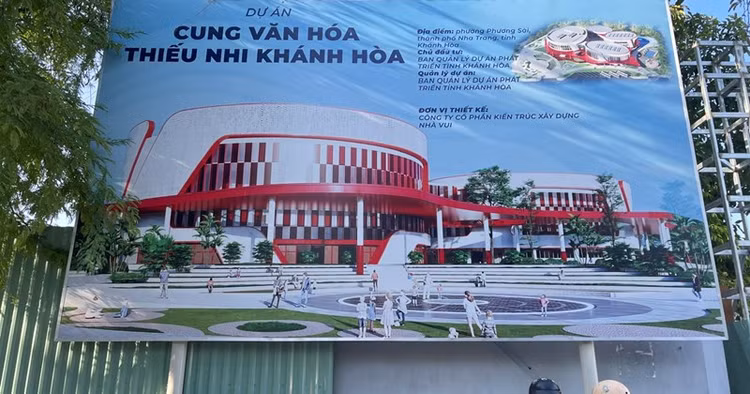 DỰ ÁN
CUNG VĂN HÓA
THIẾU NHI KHÁNH HÒA
Địa điểm: phường Phương Sài,
thành phố Nha Trang, tỉnh
Khánh Hòa
Chủ đầu tư:
BAN QUẢN LÝ DỰ ÁN PHÁT
TRIỂN TỈNH KHÁNH HÒA
Quản lý dự án:
BAN QUẢN LÝ DỰ ÁN PHÁT
TRIỂN TỈNH KHÁNH HÒA
ĐƠN VỊ THIẾT KẾ:
CÔNG TY CỔ PHẦN KIẾN TRÚC XÂY DỰNG
NHÀ VUI